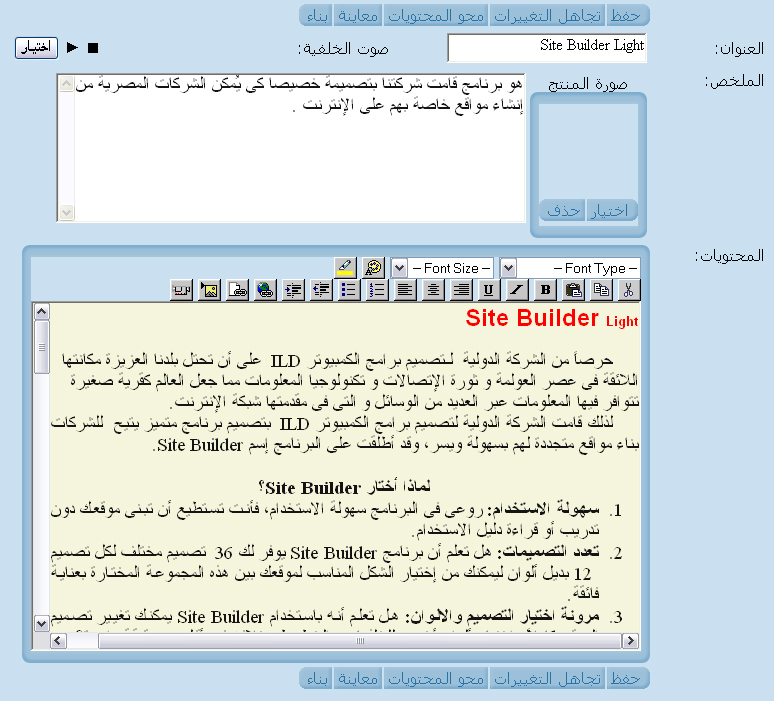 حفظ تجاهل التغييرات محو المحتويات معاينة بناء
العنوان: Site Builder Light صوت الخلفية: اختيار
الملخص:
صورة المنتج
اختيار حذف
هو برنامج قامت شركتنا بتصميمة خصيصا كى يُمكن الشركات المصرية من
إنشاء مواقع خاصة بهم على الإنترنت .
المحتويات:
– Font Type – – Font Size –
Site Builder Light
حرصاً من الشركة الدولية لـتصميم برامج الكمبيوتر ILD على أن تحتل بلدنا العزيزة مكانتها
اللائقة فى عصر العولمة و ثورة الإتصالات و تكنولوجيا المعلومات مما جعل العالم كقرية صغيرة
تتوافر فيها المعلومات عبر العديد من الوسائل و التى فى مقدمتها شبكة الإنترنت.
لذلك قامت الشركة الدولية لتصميم برامج الكمبيوتر ILD بتصميم برنامج متميز يتيح للشركات
بناء مواقع متجددة لهم بسهولة ويسر، وقد أطلقت على البرنامج إسم Site Builder.
لماذا أختار Site Builder؟
1. سهولة الاستخدام: روعى فى البرنامج سهولة الاستخدام، فأنت تستطيع أن تبنى موقعك دون
تدريب أو قراءة دليل الاستخدام.
2. تعدد التصميمات: هل تعلم أن برنامج Site Builder يوفر لك 36 تصميم مختلف لكل تصميم
12 بديل ألوان ليمكنك من إختيار الشكل المناسب لموقعك بين هذه المجموعة المختارة بعناية
فائقة.
3. مرونة اختيار التصميم والالوان: هل تعلم أنه باستخدام Site Builder يمكنك تغيير تصميم
حفظ تجاهل التغييرات محو المحتويات معاينة بناء